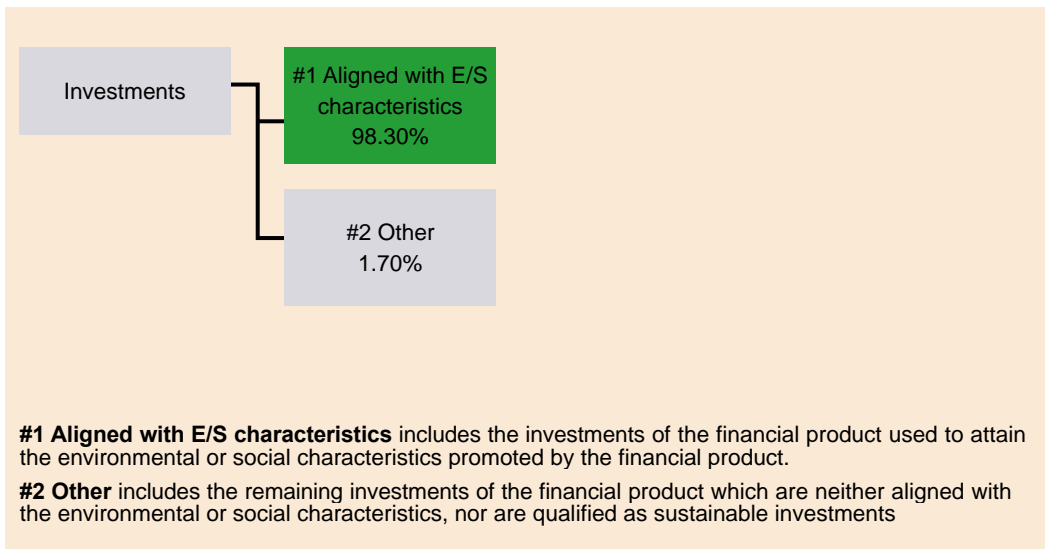 Investments
#1 Aligned with E/S
characteristics
98.30%
#2 Other
1.70%
#1 Aligned with E/S characteristics includes the investments of the financial product used to attain
the environmental or social characteristics promoted by the financial product.
#2 Other includes the remaining investments of the financial product which are neither aligned with
the environmental or social characteristics, nor are qualified as sustainable investments